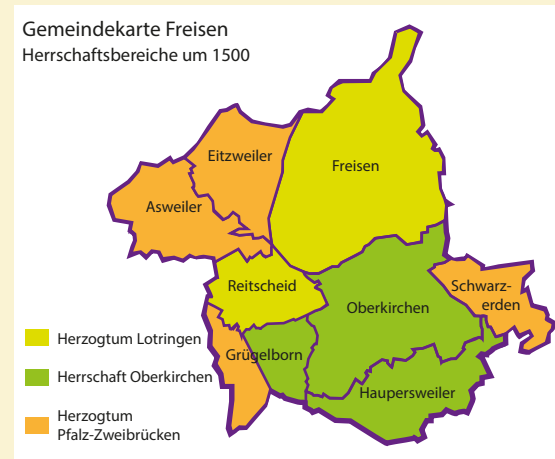 Gemeindekarte Freisen
Herrschaftsbereiche um 1500
Eitzweiler
Freisen
Asweiler
Reitscheid
Schwarz-
erden
Oberkirchen
Grügelborn
Haupersweiler
Herzogtum Lotringen
Herrschaft Oberkirchen
Herzogtum
Pfalz-Zweibrücken